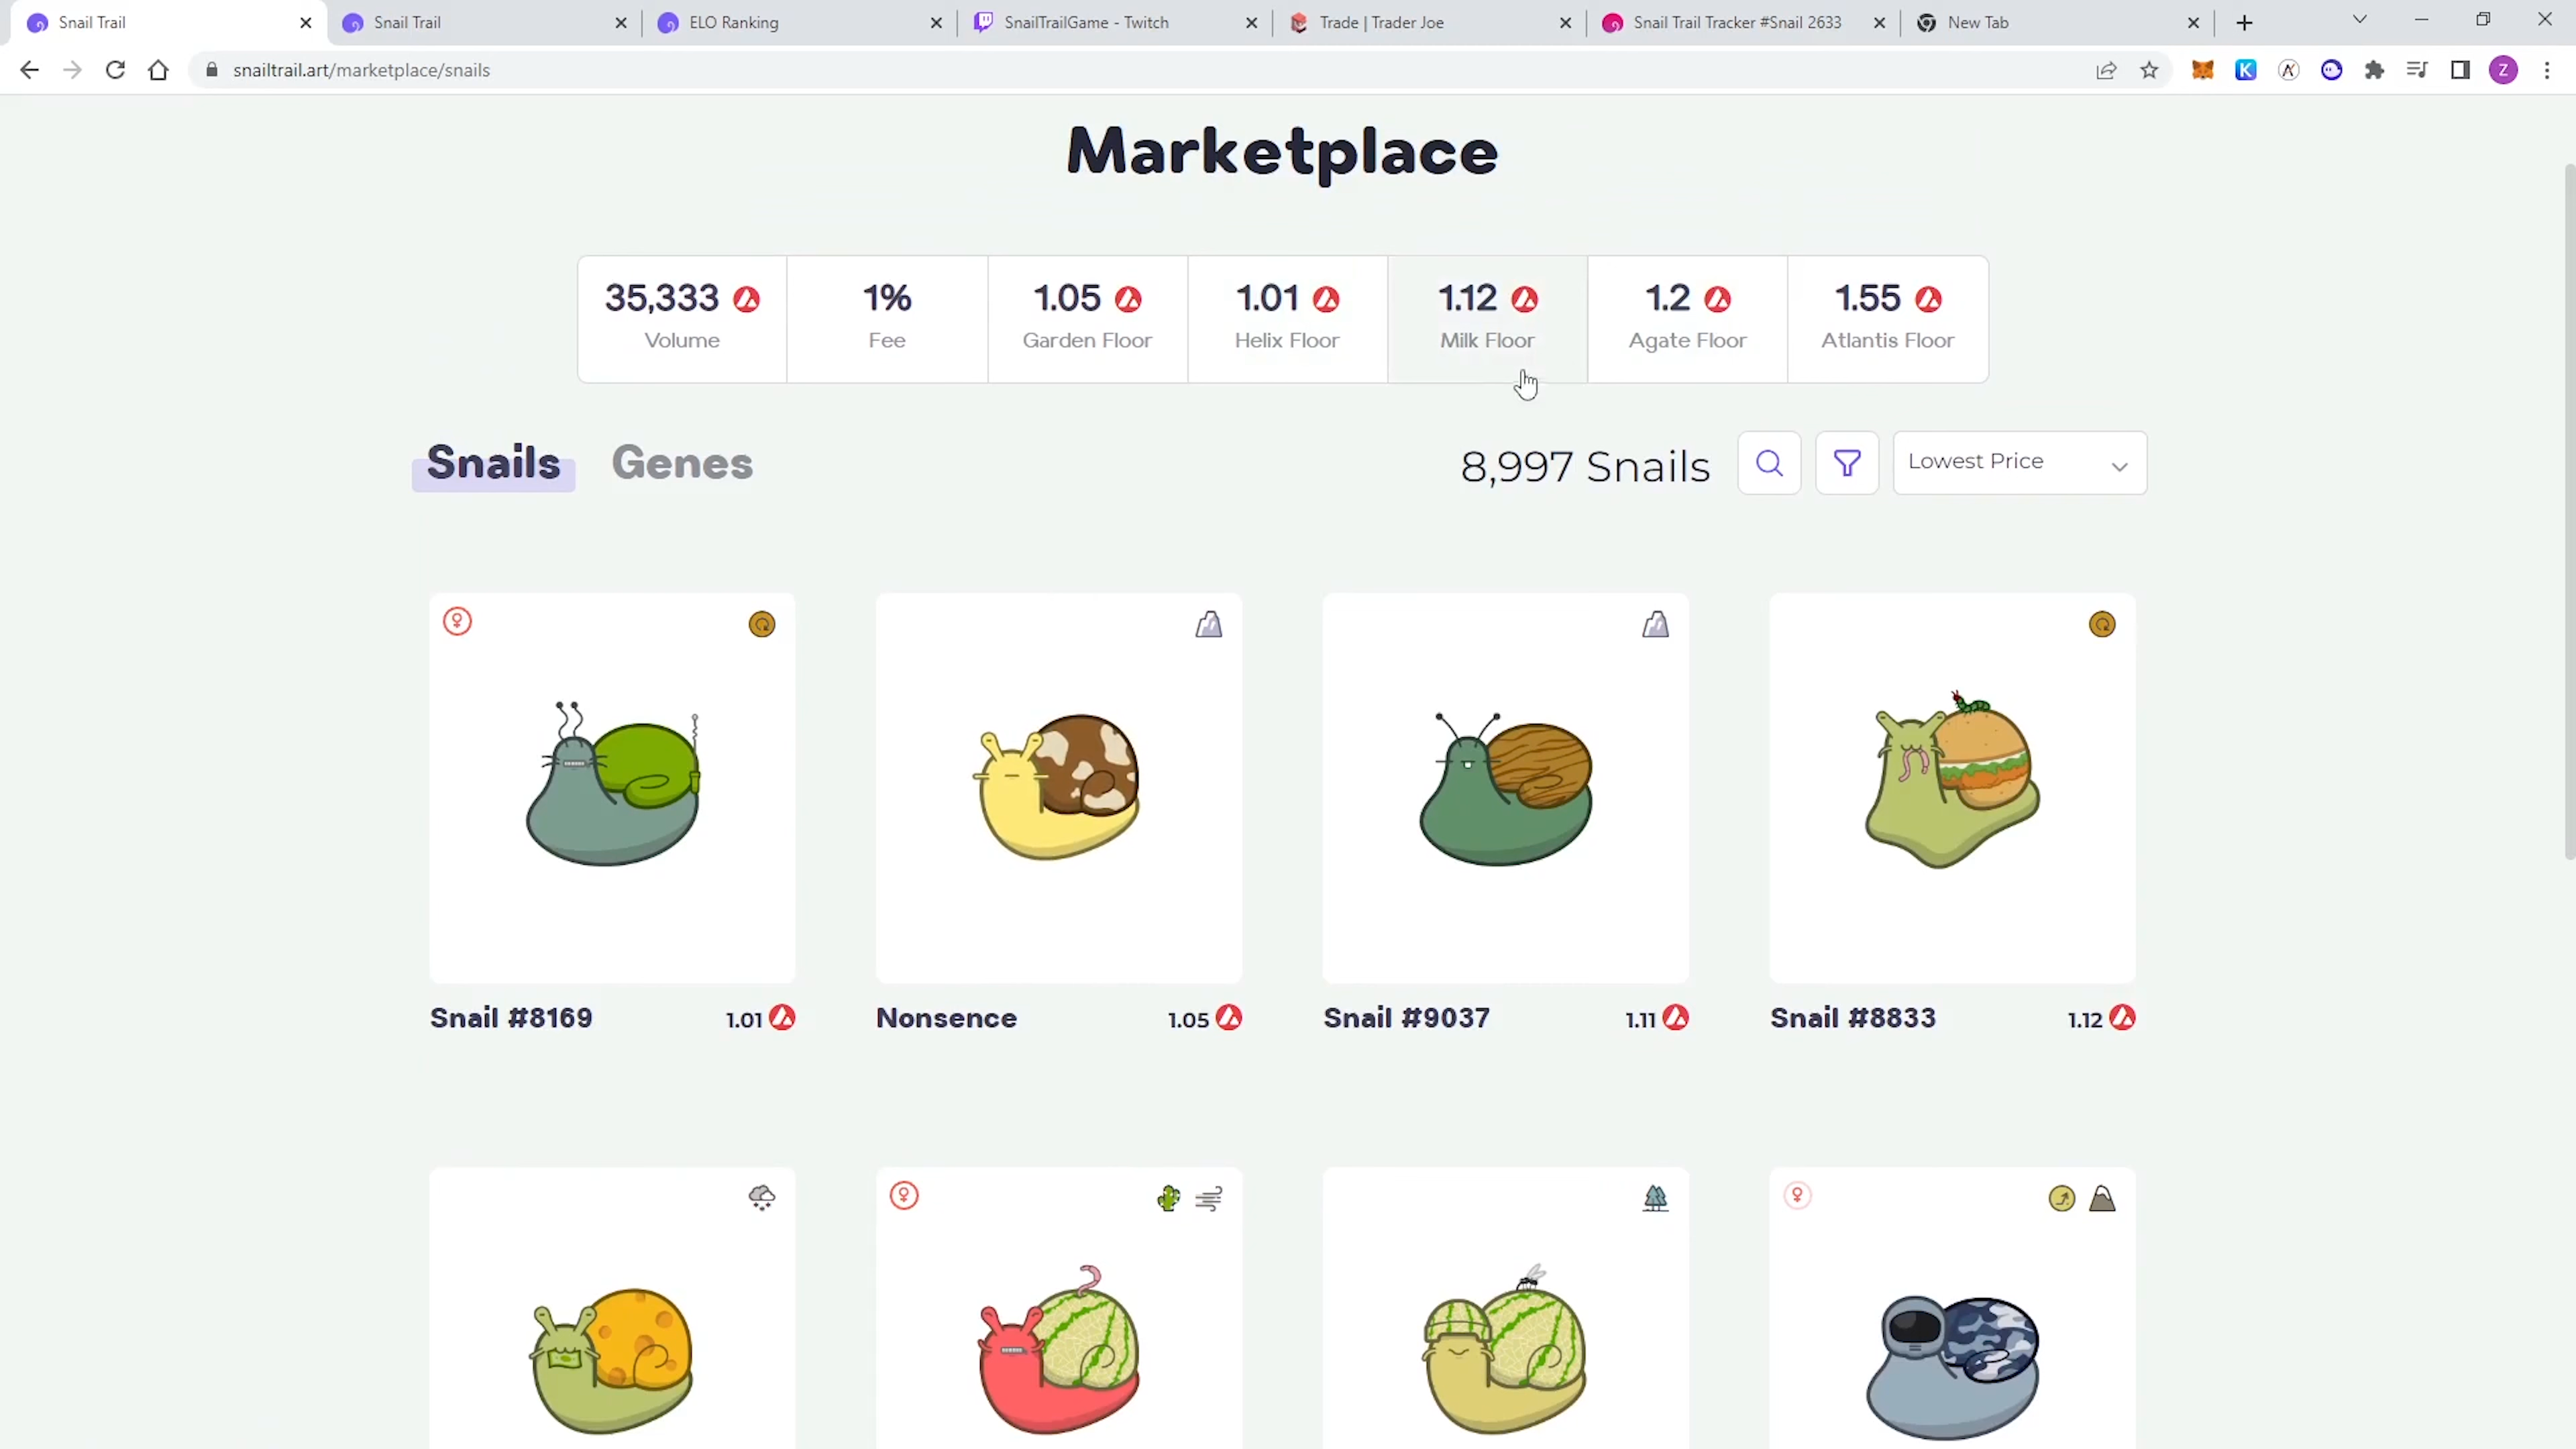 Snail Trail
Snail Trail
ELO Ranking
SnailTrailGame - Twitch
Trade | Trader Joe
Snail Trail Tracker #Snail 2633
New Tab
snailtrail.art/marketplace/snails
K
Z
Marketplace
35,333
Volume
1%
Fee
1.05
Garden Floor
1.01
Helix Floor
1.12
Milk Floor
1.2
Agate Floor
1.55
Atlantis Floor
Snails
Genes
8,997 Snails
Lowest Price
Snail #8169
1.01
Nonsence
1.05
Snail #9037
1.11
Snail #8833
1.12